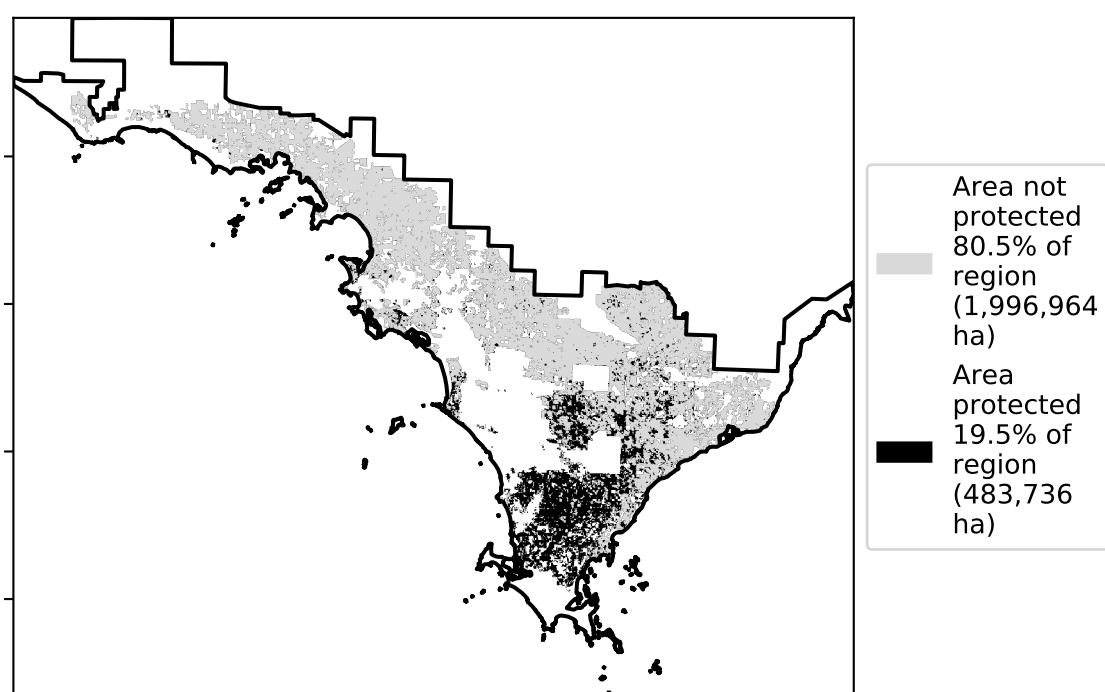 Area not
protected
80.5% of
region
(1,996,964
ha)
Area
protected
19.5% of
region
(483,736
ha)